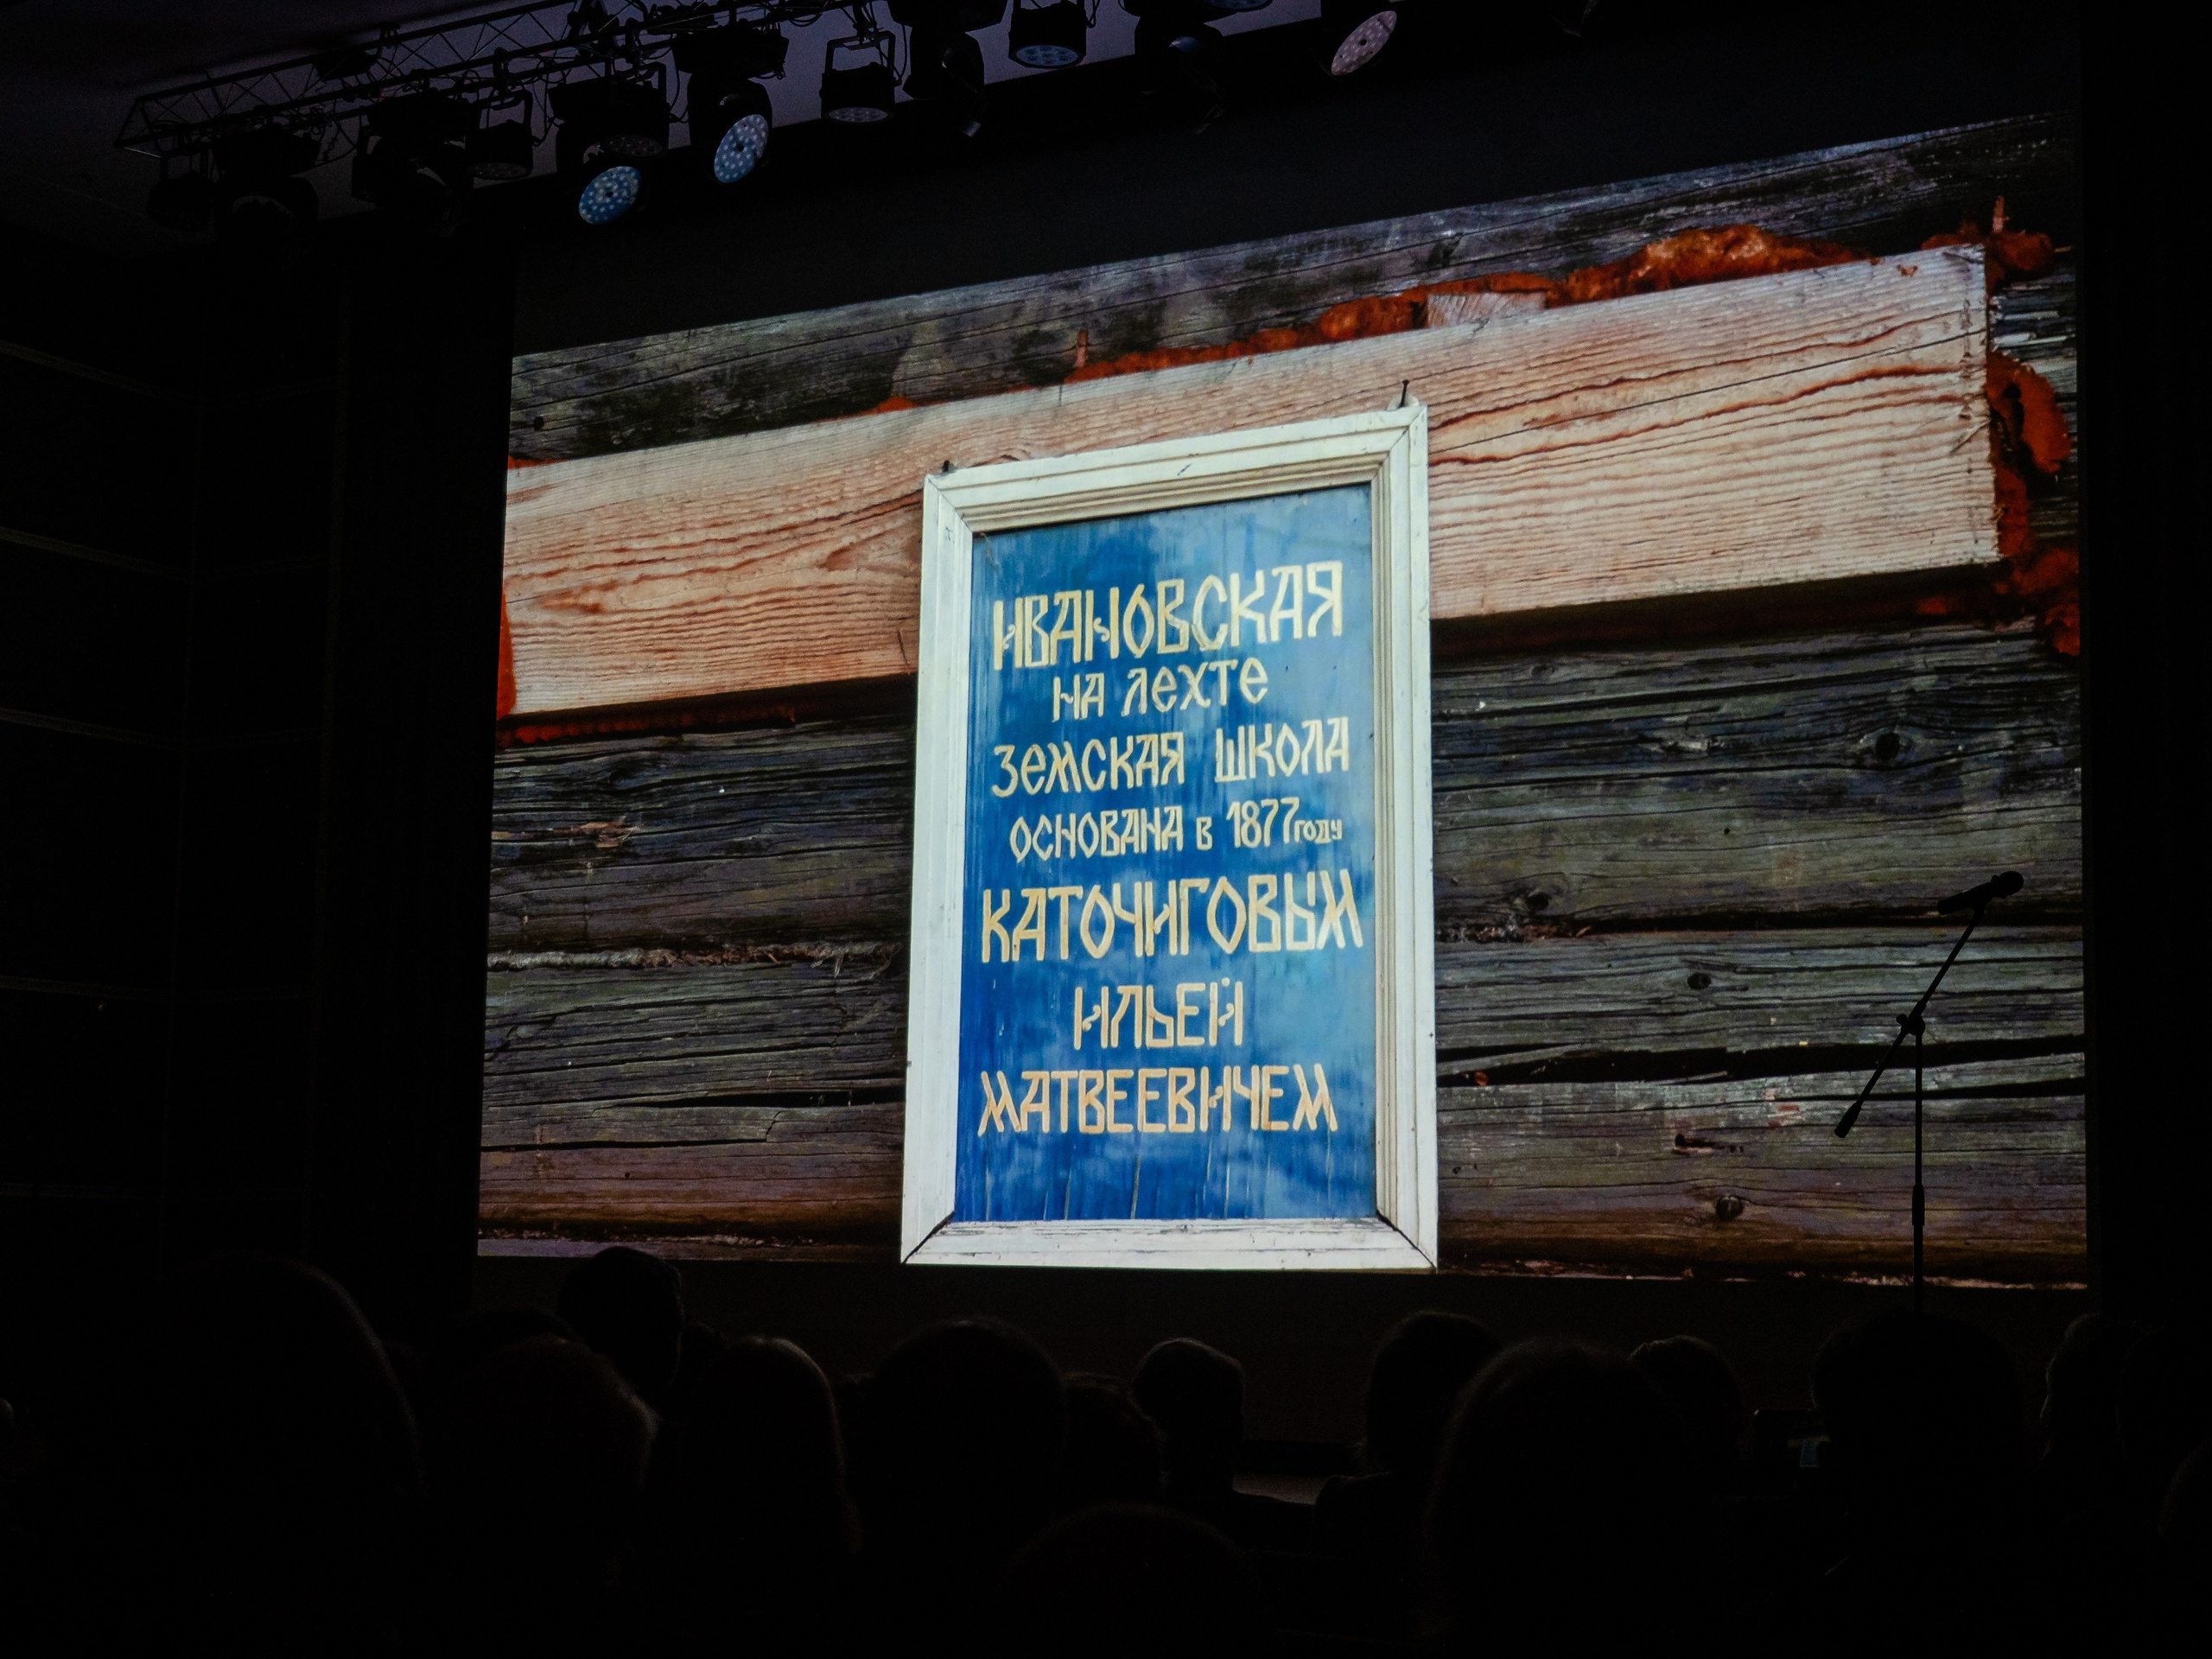 ИВАНОВСКАЯ
НА ЛЕХТЕ
ЗЕМСКАЯ ШКОЛА
ОСНОВАНА В 1877 ГОДУ
КАТОЧИГОВЫМ
ИЛЬЕЙ
МАТВЕЕВИЧЕМ